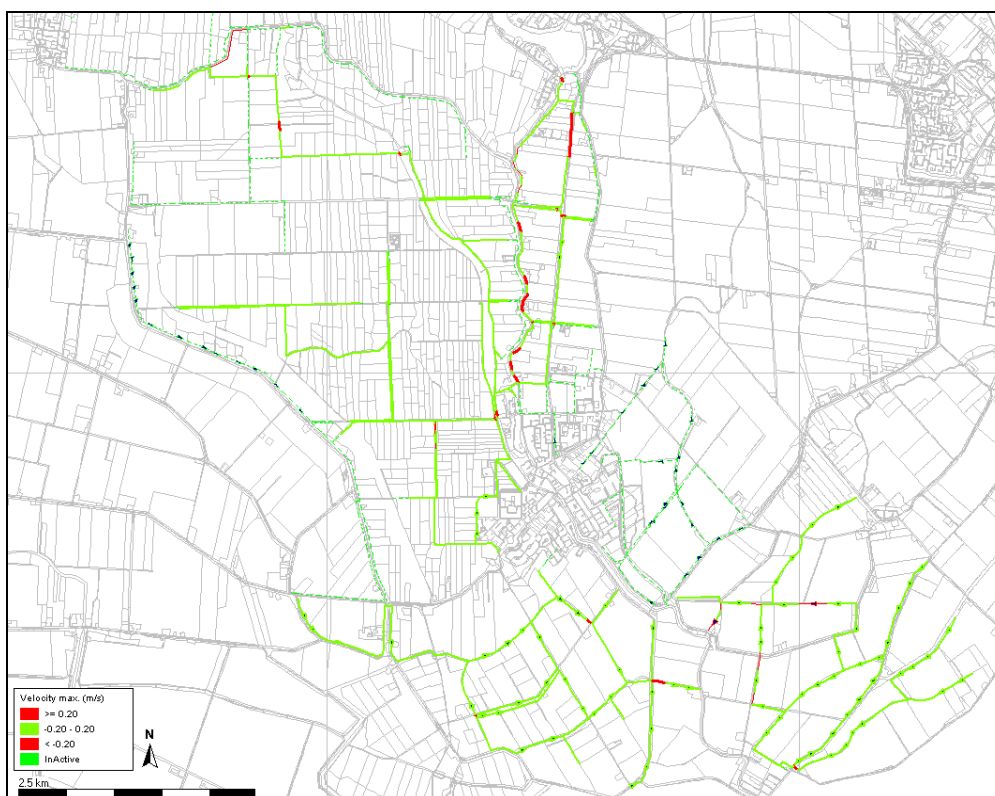 Velocity max. (m/s)
>= 0.20
-0.20 - 0.20
< -0.20
InActive
N
2.5 km